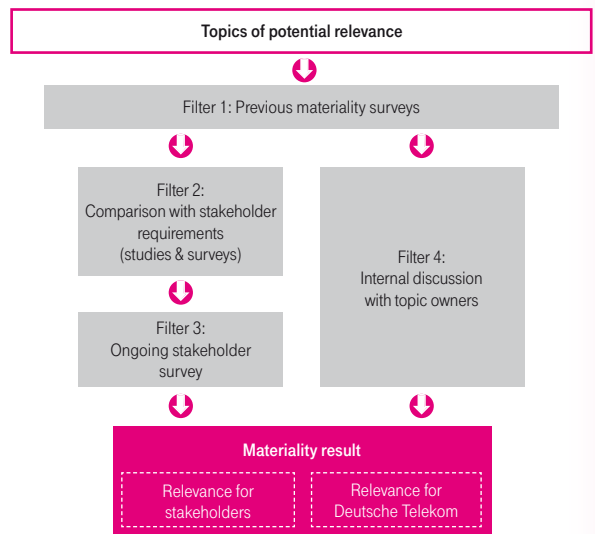 Topics of potential relevance
Filter 1: Previous materiality surveys
Filter 2:
Comparison with stakeholder
requirements
(studies & surveys)
Filter 3:
Ongoing stakeholder
survey
Filter 4:
Internal discussion
with topic owners
Materiality result
Relevance for
stakeholders
Relevance for
Deutsche Telekom